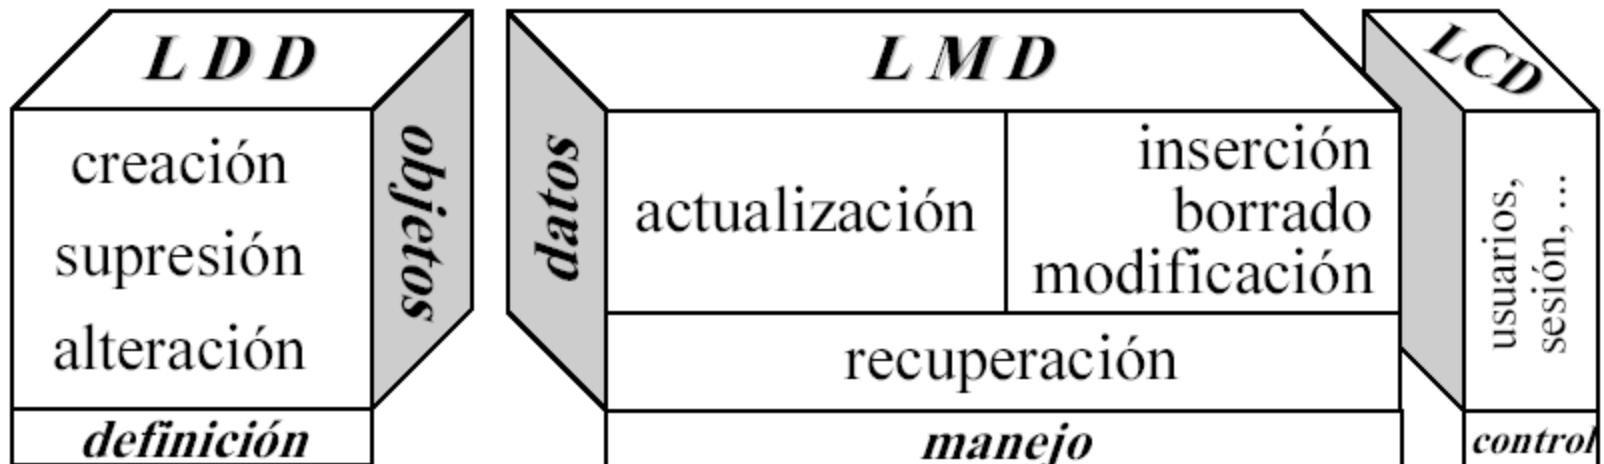 L D D
creación
supresión
alteración
objetos
definición
L M D
datos
actualización
inserción
borrado
modificación
recuperación
manejo
LCD
usuarios,
sesión, ...
control